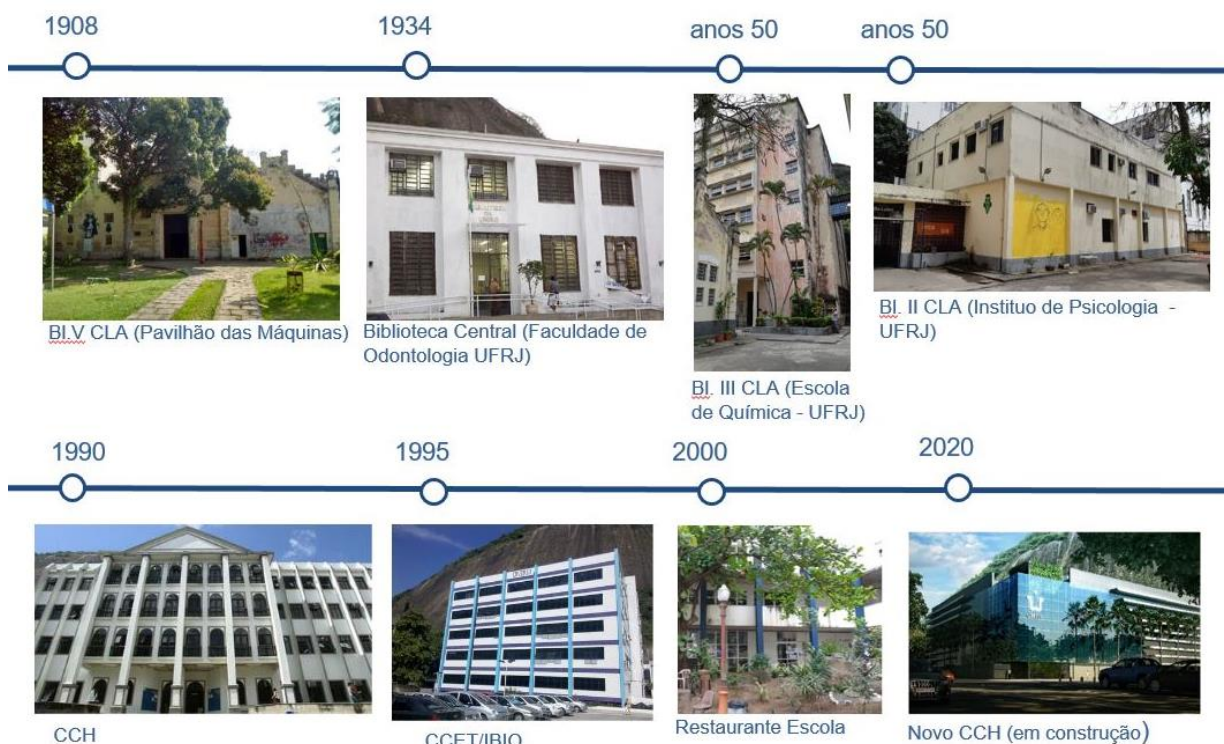 1908
1934
anos 50
anos 50
Bl.V CLA (Pavilhão das Máquinas)
Biblioteca Central (Faculdade de
Odontologia UFRJ)
Bl. III CLA (Escola
de Química - UFRJ)
Bl. II CLA (Instituo de Psicologia -
UFRJ)
1990
1995
2000
2020
CCH
CCET/IBIO
Restaurante Escola
Novo CCH (em construção)